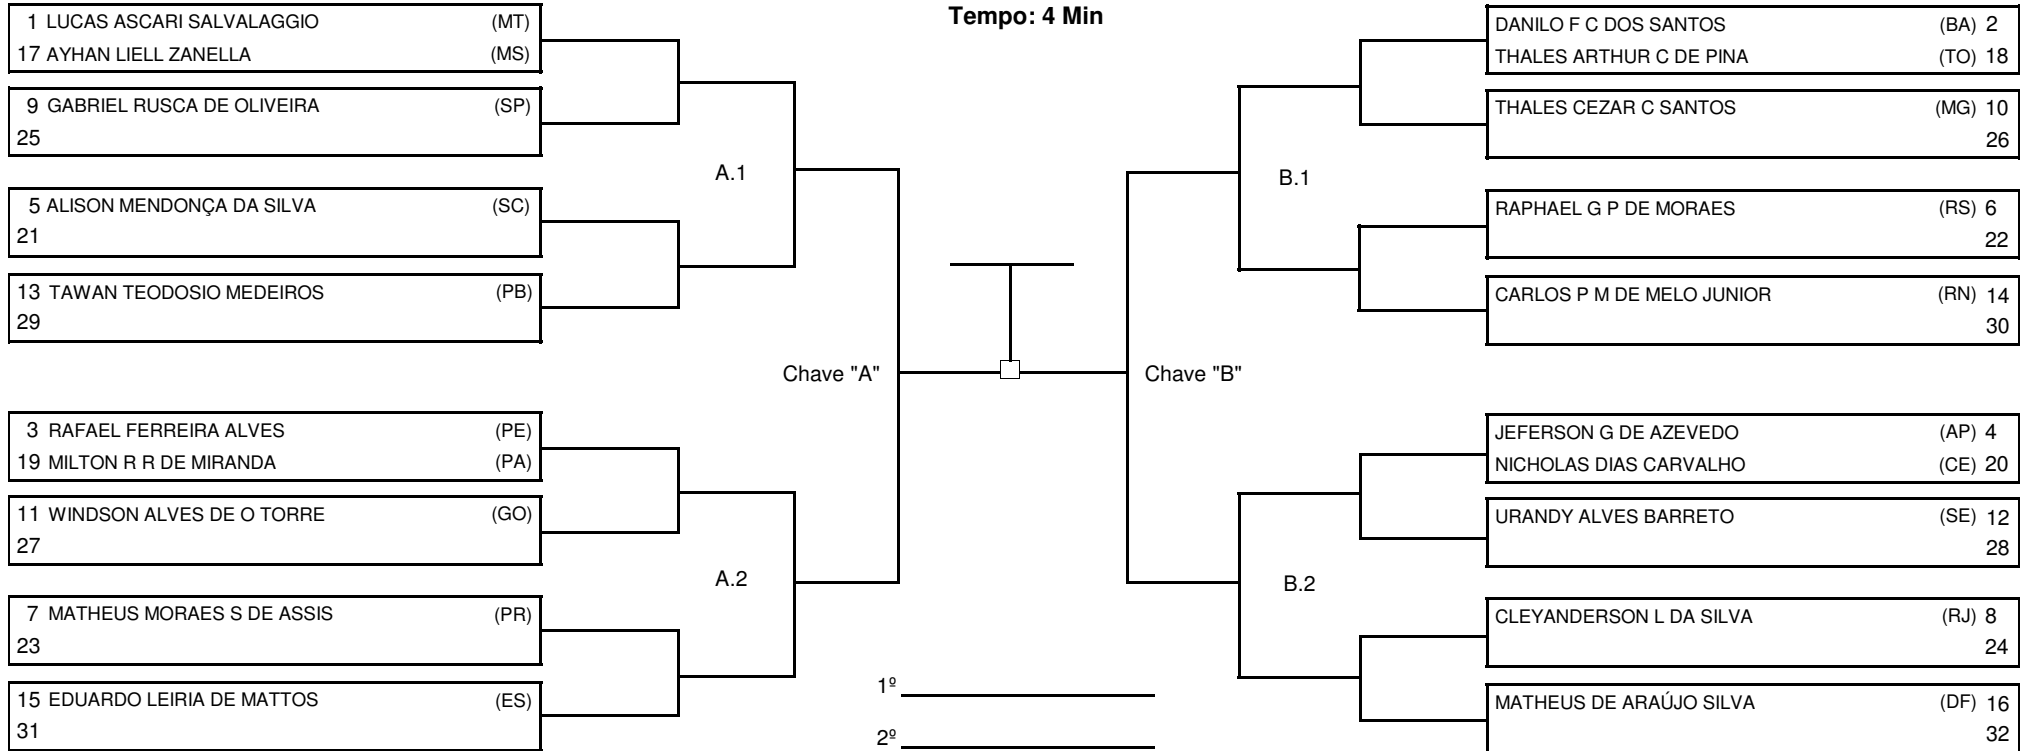 Tempo: 4 Min
1 LUCAS ASCARI SALVALAGGIO (MT)
17 AYHAN LIELL ZANELLA (MS)
9 GABRIEL RUSCA DE OLIVEIRA (SP)
25
A.1
5 ALISON MENDONÇA DA SILVA (SC)
21
13 TAWAN TEODOSIO MEDEIROS (PB)
29
Chave "A"
3 RAFAEL FERREIRA ALVES (PE)
19 MILTON R R DE MIRANDA (PA)
11 WINDSON ALVES DE O TORRE (GO)
27
A.2
7 MATHEUS MORAES S DE ASSIS (PR)
23
15 EDUARDO LEIRIA DE MATTOS (ES)
31
DANILO F C DOS SANTOS (BA) 2
THALES ARTHUR C DE PINA (TO) 18
THALES CEZAR C SANTOS (MG) 10
26
B.1
RAPHAEL G P DE MORAES (RS) 6
22
CARLOS P M DE MELO JUNIOR (RN) 14
30
Chave "B"
JEFERSON G DE AZEVEDO (AP) 4
NICHOLAS DIAS CARVALHO (CE) 20
URANDY ALVES BARRETO (SE) 12
28
B.2
CLEYANDERSON L DA SILVA (RJ) 8
24
MATHEUS DE ARAÚJO SILVA (DF) 16
32
1º
2º